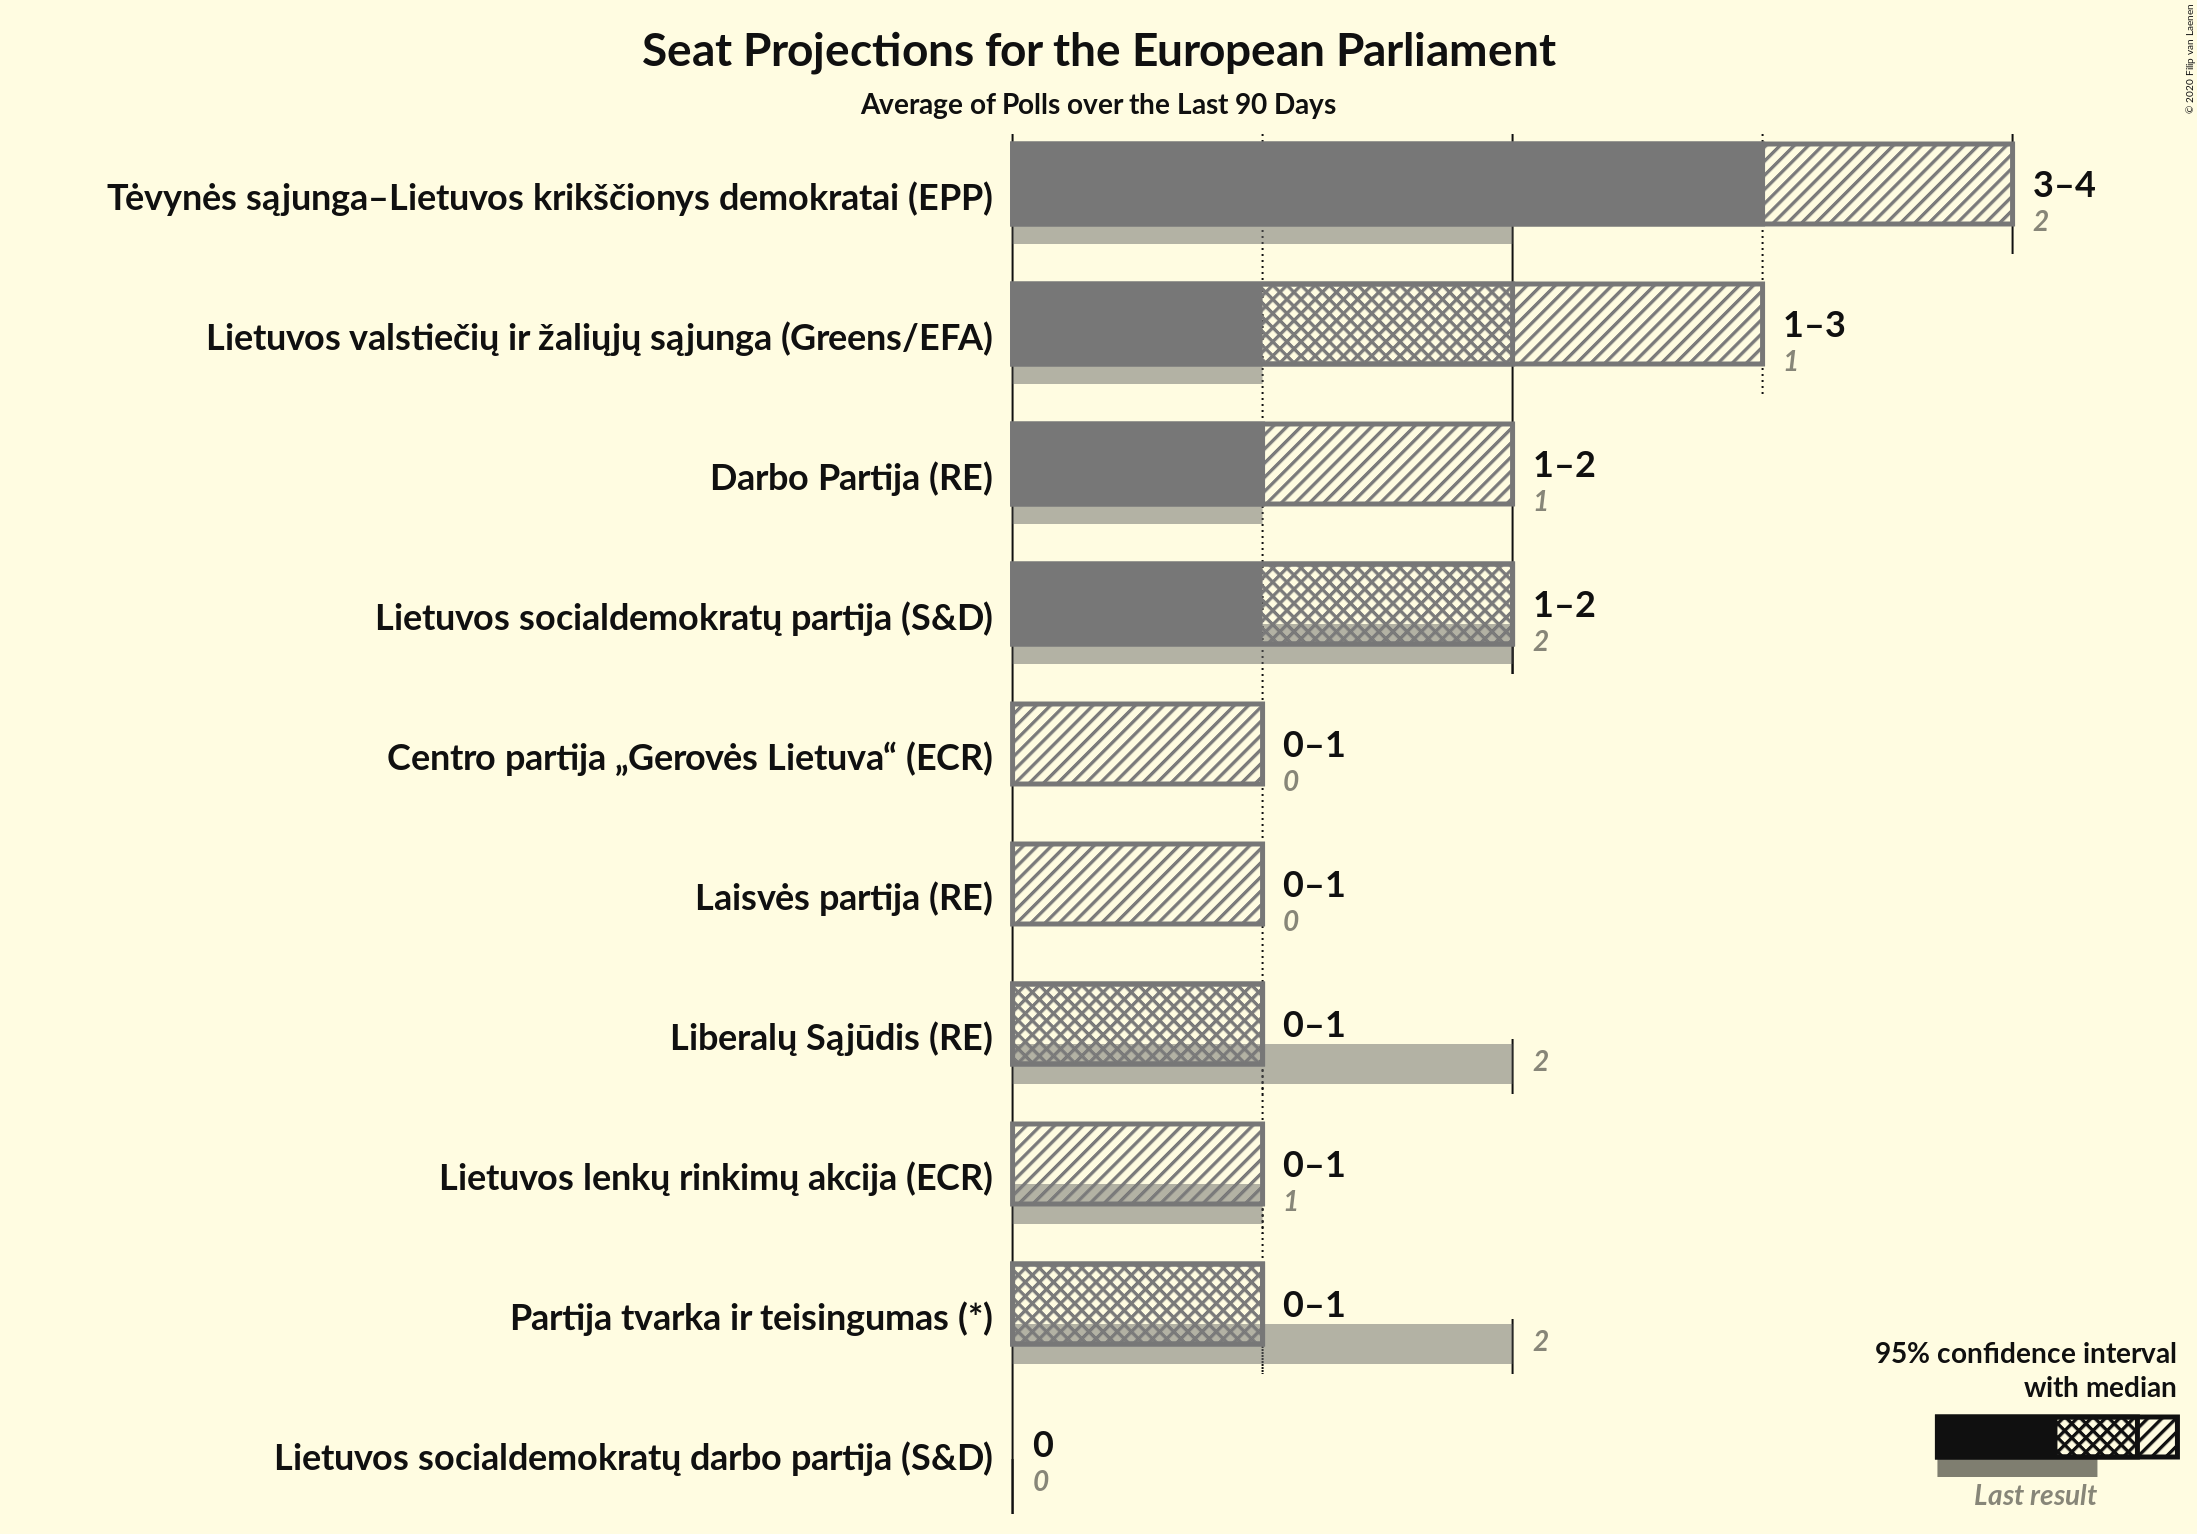 Seat Projections for the European Parliament
Average of Polls over the Last 90 Days
© 2020 Filip van Laenen
Tėvynės sąjunga–Lietuvos krikščionys demokratai (EPP)
3–4
2
Lietuvos valstiečių ir žaliųjų sąjunga (Greens/EFA)
1–3
1
Darbo Partija (RE)
1–2
1
Lietuvos socialdemokratų partija (S&D)
1–2
2
Centro partija „Gerovės Lietuva“ (ECR)
0–1
0
Laisvės partija (RE)
0–1
0
Liberalų Sąjūdis (RE)
0–1
2
Lietuvos lenkų rinkimų akcija (ECR)
0–1
1
Partija tvarka ir teisingumas (*)
0–1
2
Lietuvos socialdemokratų darbo partija (S&D)
0
0
95% confidence interval
with median
Last result